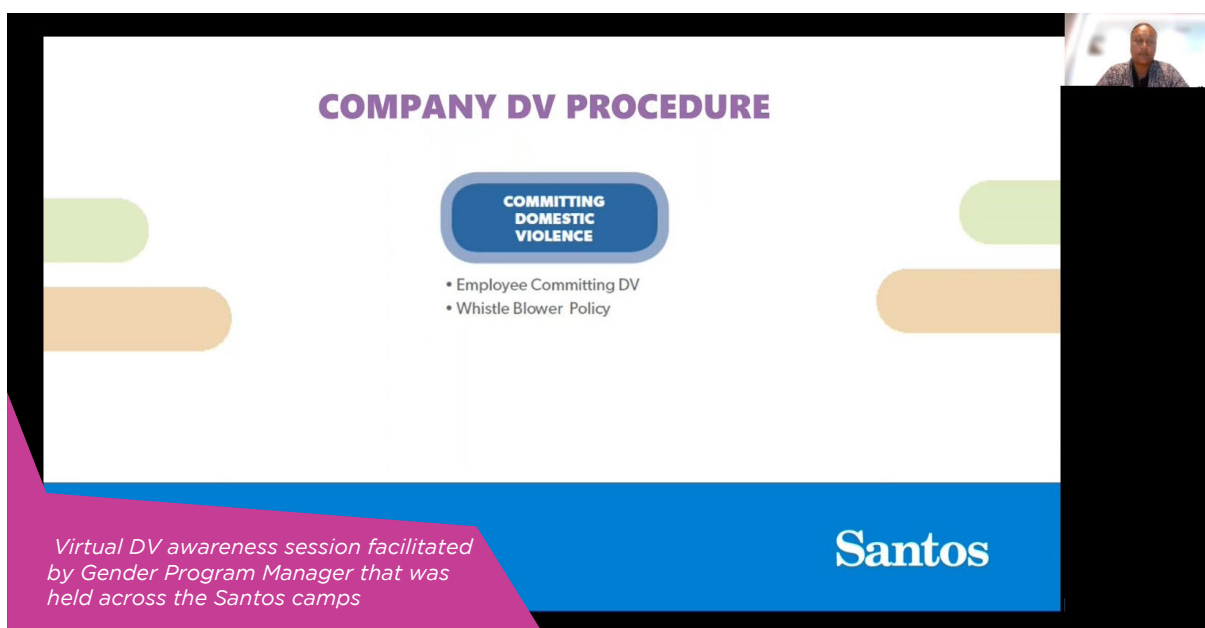 COMPANY DV PROCEDURE
COMMITTING
DOMESTIC
VIOLENCE
• Employee Committing DV
• Whistle Blower Policy
Santos
Virtual DV awareness session facilitated
by Gender Program Manager that was
held across the Santos camps